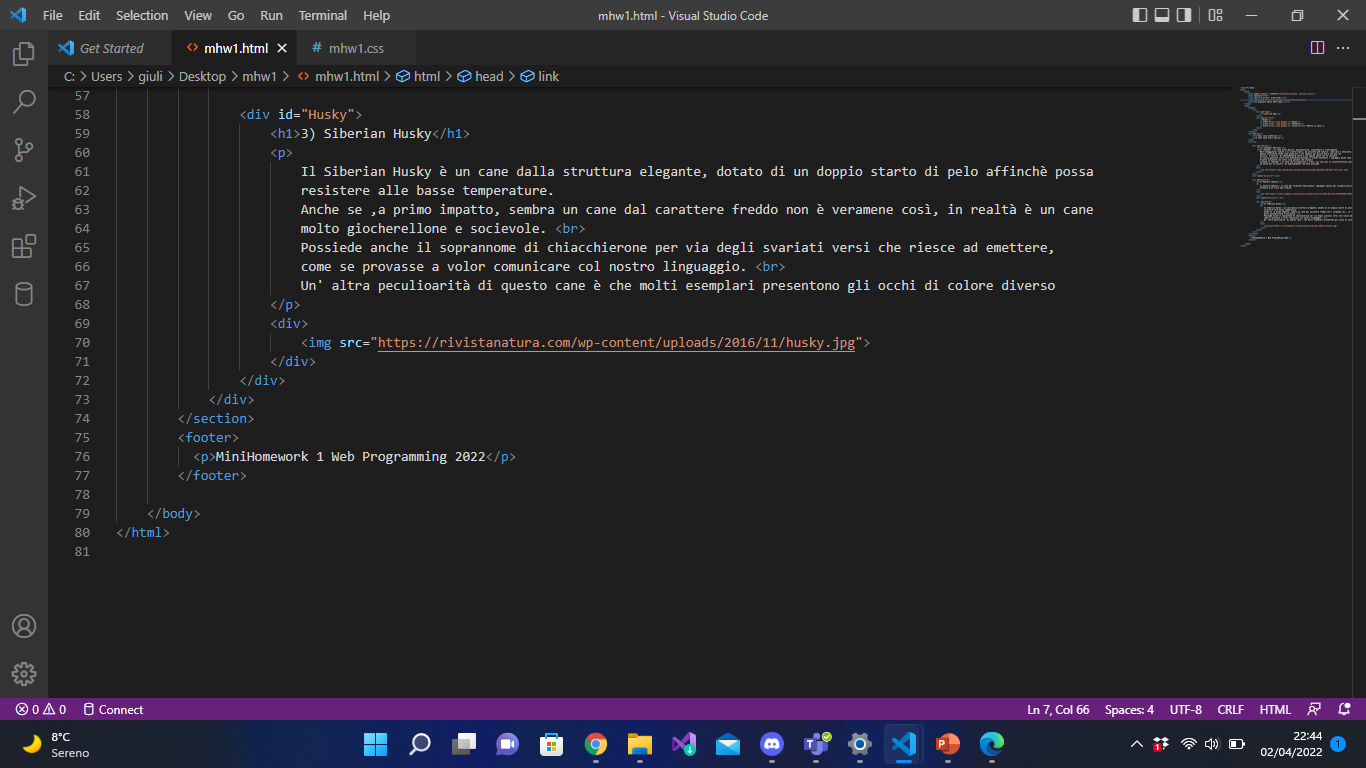 File Edit Selection View Go Run Terminal Help
mhw1.html - Visual Studio Code
Get Started
mhw1.html
mhw1.css
C: > Users > giuli > Desktop > mhw1 > mhw1.html > html > head > link
57
58 <div id="Husky">
59 <h1>3) Siberian Husky</h1>
60 <p>
61 Il Siberian Husky è un cane dalla struttura elegante, dotato di un doppio starto di pelo affinchè possa
62 resistere alle basse temperature.
63 Anche se ,a primo impatto, sembra un cane dal carattere freddo non è veramene così, in realtà è un cane
64 molto giocherellone e socievole. <br>
65 Possiede anche il soprannome di chiacchierone per via degli svariati versi che riesce ad emettere,
66 come se provasse a volor comunicare col nostro linguaggio. <br>
67 Un' altra peculioarità di questo cane è che molti esemplari presentono gli occhi di colore diverso
68 </p>
69 <div>
70 <img src="https://rivistanatura.com/wp-content/uploads/2016/11/husky.jpg">
71 </div>
72 </div>
73 </div>
74 </section>
75 <footer>
76 <p>MiniHomework 1 Web Programming 2022</p>
77 </footer>
78
79 </body>
80 </html>
81
0 0 Connect
Ln 7, Col 66 Spaces: 4 UTF-8 CRLF HTML
8°C
Sereno
22:44
02/04/2022
1
1